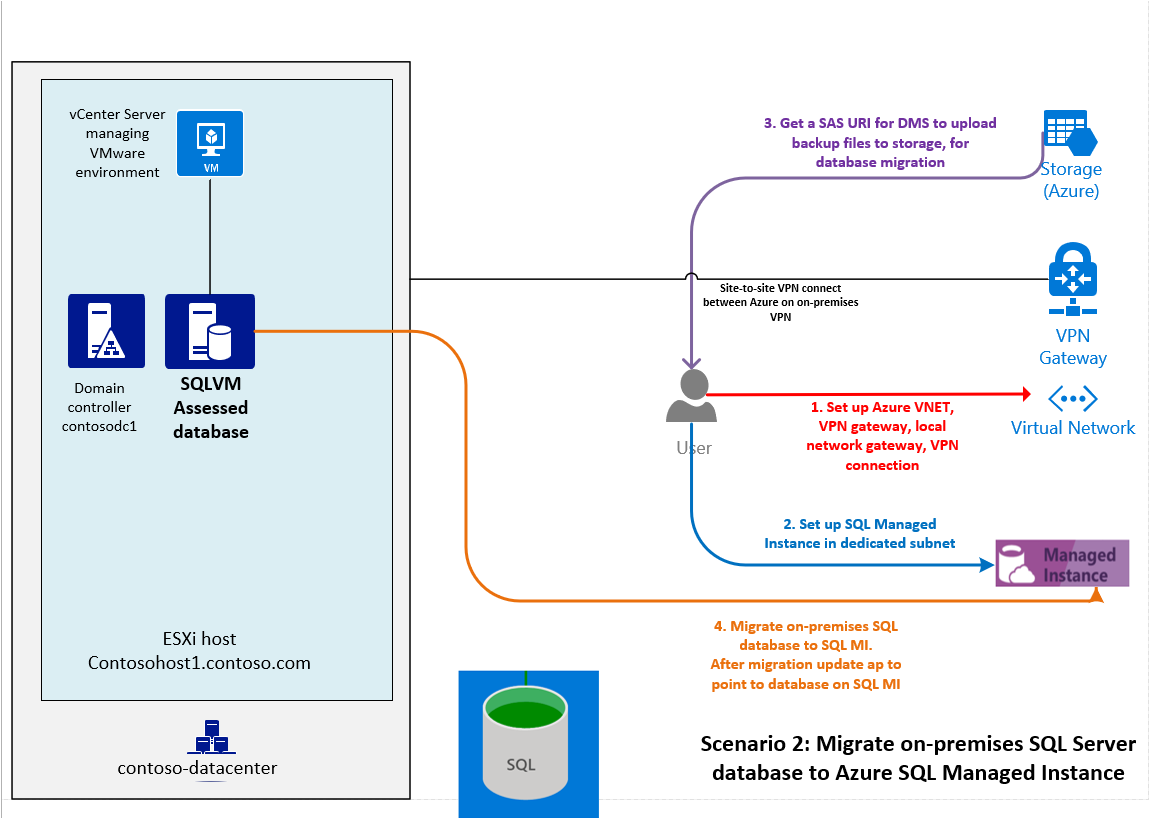 vCenter Server
managing
VMware
environment
VM
Domain
controller
contosodc1
SQLVM
Assessed
database
ESXi host
Contosohost1.contoso.com
contoso-datacenter
3. Get a SAS URI for DMS to upload
backup files to storage, for
database migration
Storage
(Azure)
Site-to-site VPN connect
between Azure on on-premises
VPN
VPN
Gateway
User
1. Set up Azure VNET,
VPN gateway, local
network gateway, VPN
connection
Virtual Network
2. Set up SQL Managed
Instance in dedicated subnet
Managed
Instance
4. Migrate on-premises SQL
database to SQL MI.
After migration update ap to
point to database on SQL MI
SQL
Scenario 2: Migrate on-premises SQL Server
database to Azure SQL Managed Instance